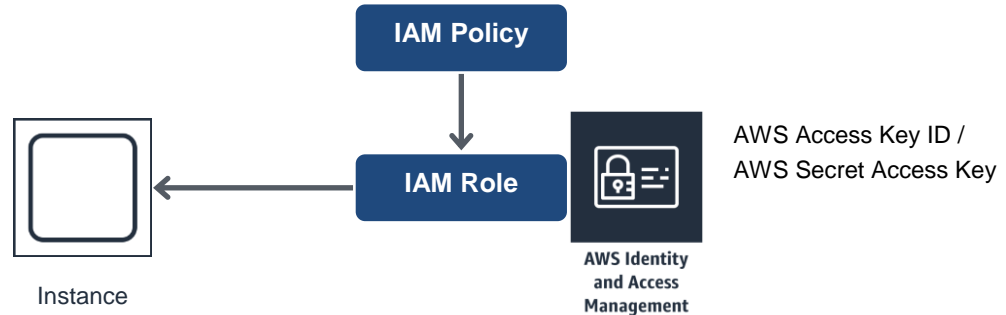 IAM Policy
IAM Role
AWS Access Key ID /
AWS Secret Access Key
AWS Identity
and Access
Management
Instance